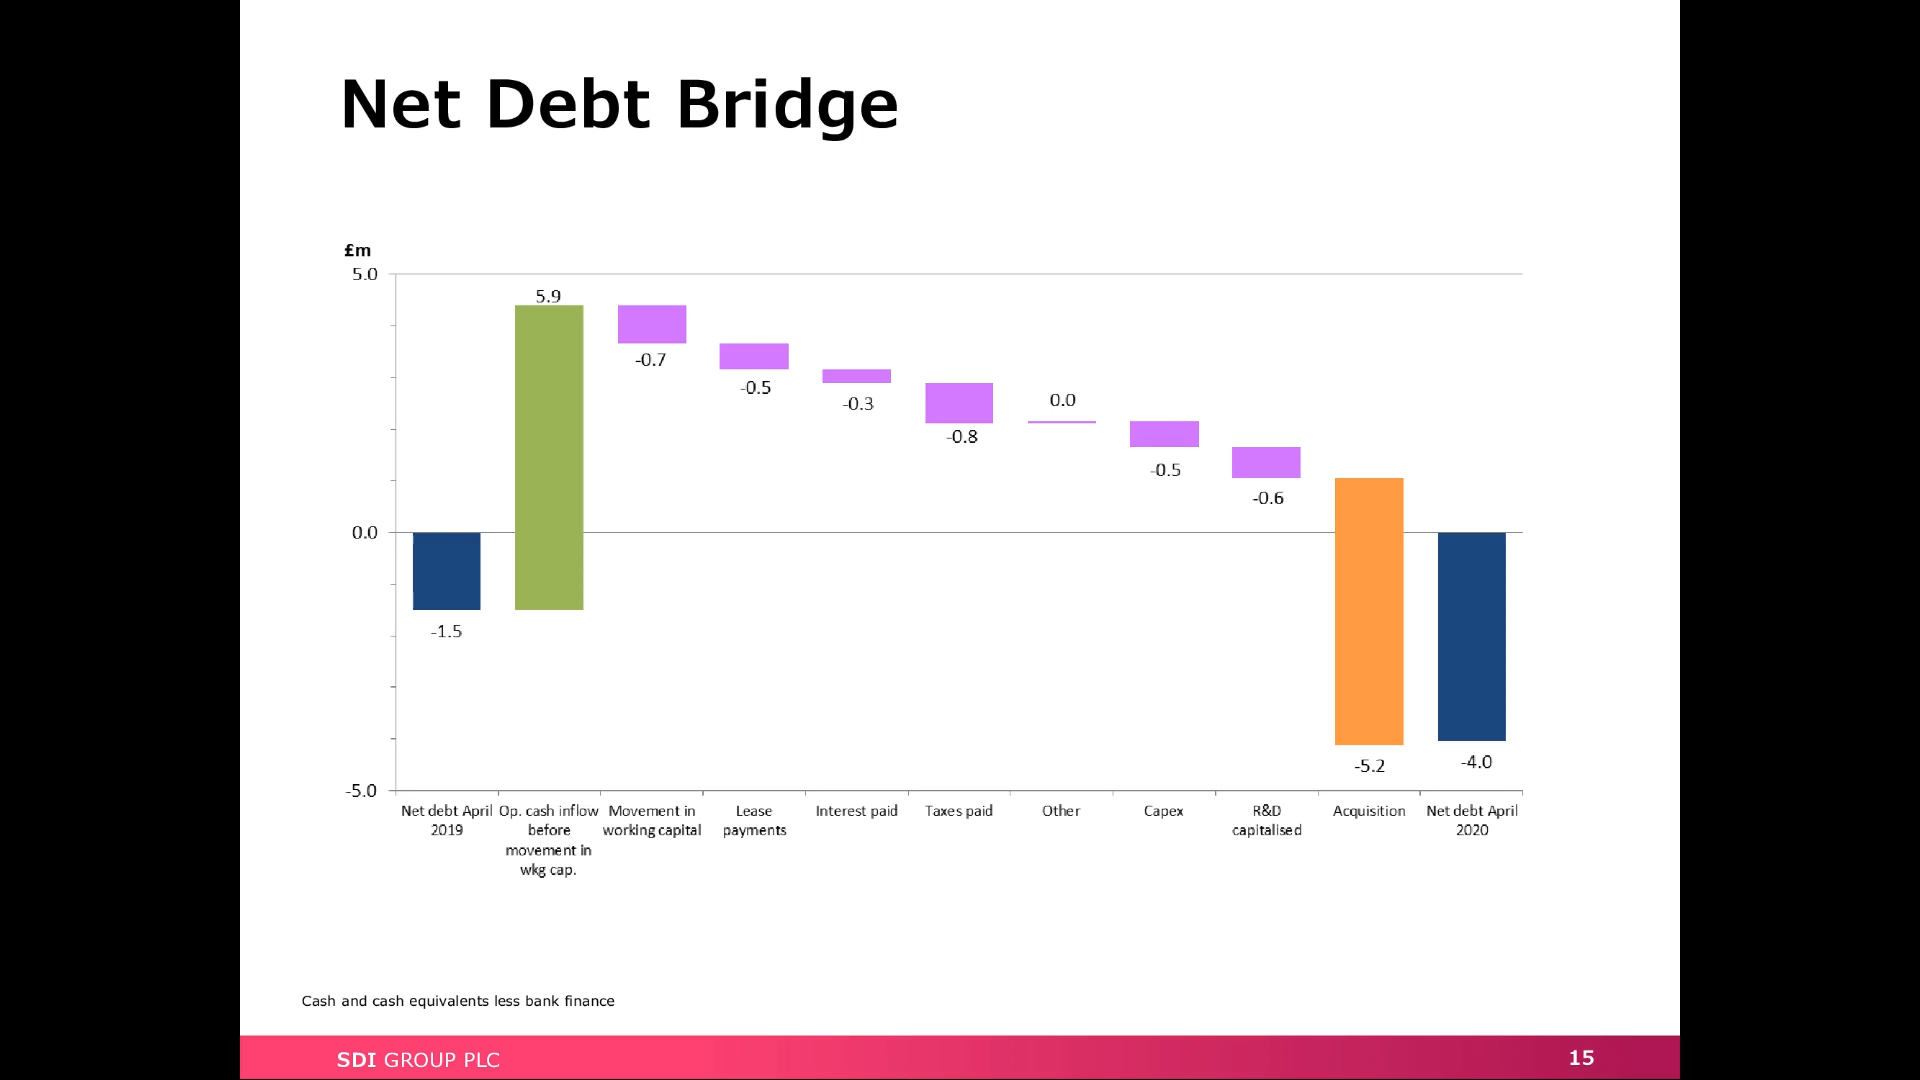 Net Debt Bridge
£m
5.0
0.0
-5.0
5.9
-0.7
-0.5
-0.3
-0.8
0.0
-0.5
-0.6
-1.5
-5.2
-4.0
Net debt April
2019
Op. cash inflow
before
movement in
wkg cap.
Movement in
working capital
Lease
payments
Interest paid
Taxes paid
Other
Capex
R&D
capitalised
Acquisition
Net debt April
2020
Cash and cash equivalents less bank finance
SDI GROUP PLC
15